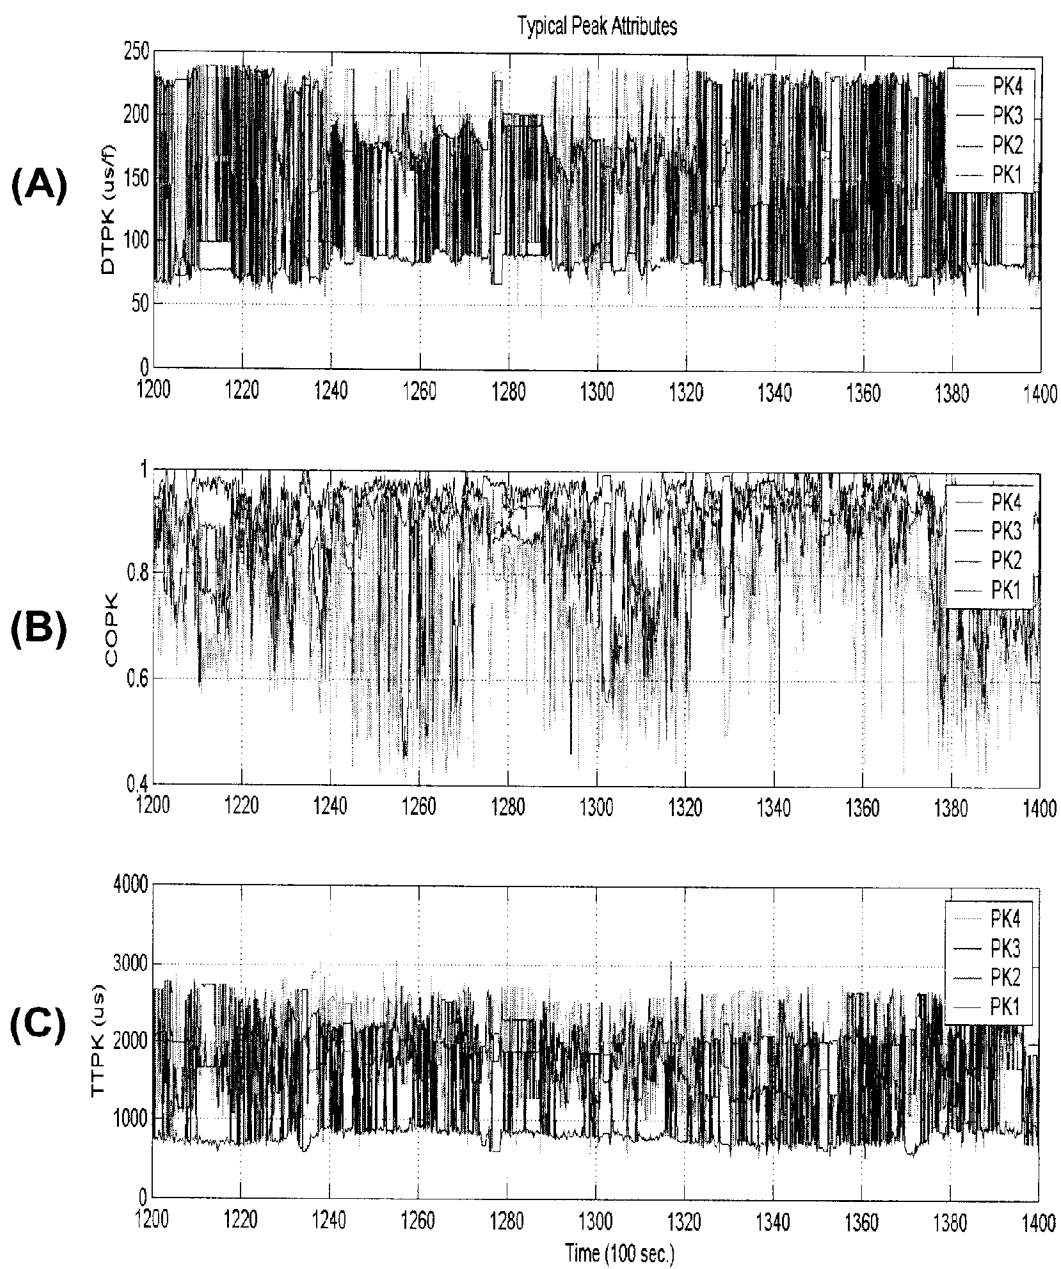 Typical Peak Attributes
(A)
DTPK (us/f)
250
200
150
100
50
0
1200 1220 1240 1260 1280 1300 1320 1340 1360 1380 1400
PK4
PK3
PK2
PK1
(B)
COPK
1
0.8
0.6
0.4
1200 1220 1240 1260 1280 1300 1320 1340 1360 1380 1400
PK4
PK3
PK2
PK1
(C)
TTPK (us)
4000
3000
2000
1000
0
1200 1220 1240 1260 1280 1300 1320 1340 1360 1380 1400
PK4
PK3
PK2
PK1
Time (100 sec.)